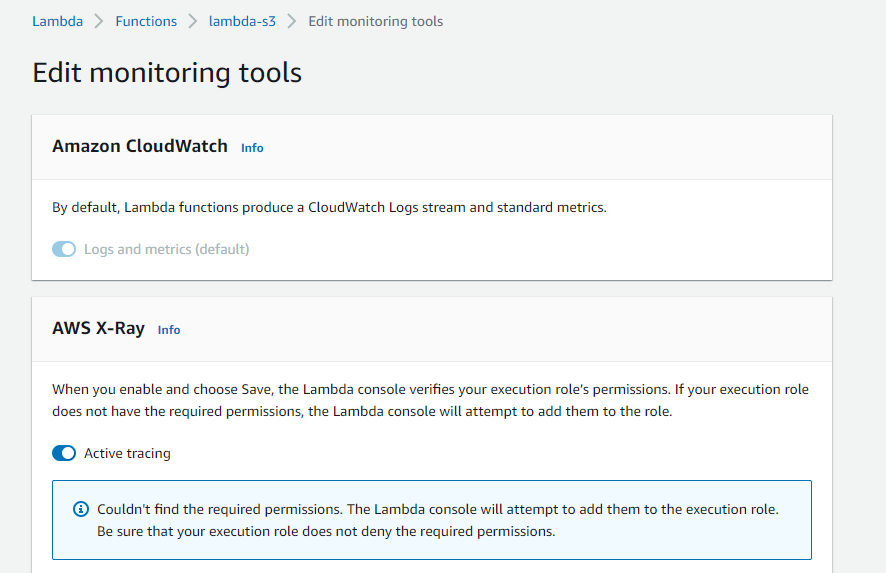 Lambda > Functions > lambda-s3 > Edit monitoring tools
Edit monitoring tools
Amazon CloudWatch Info
By default, Lambda functions produce a CloudWatch Logs stream and standard metrics.
Logs and metrics (default)
AWS X-Ray Info
When you enable and choose Save, the Lambda console verifies your execution role's permissions. If your execution role
does not have the required permissions, the Lambda console will attempt to add them to the role.
Active tracing
Couldn't find the required permissions. The Lambda console will attempt to add them to the execution role.
Be sure that your execution role does not deny the required permissions.